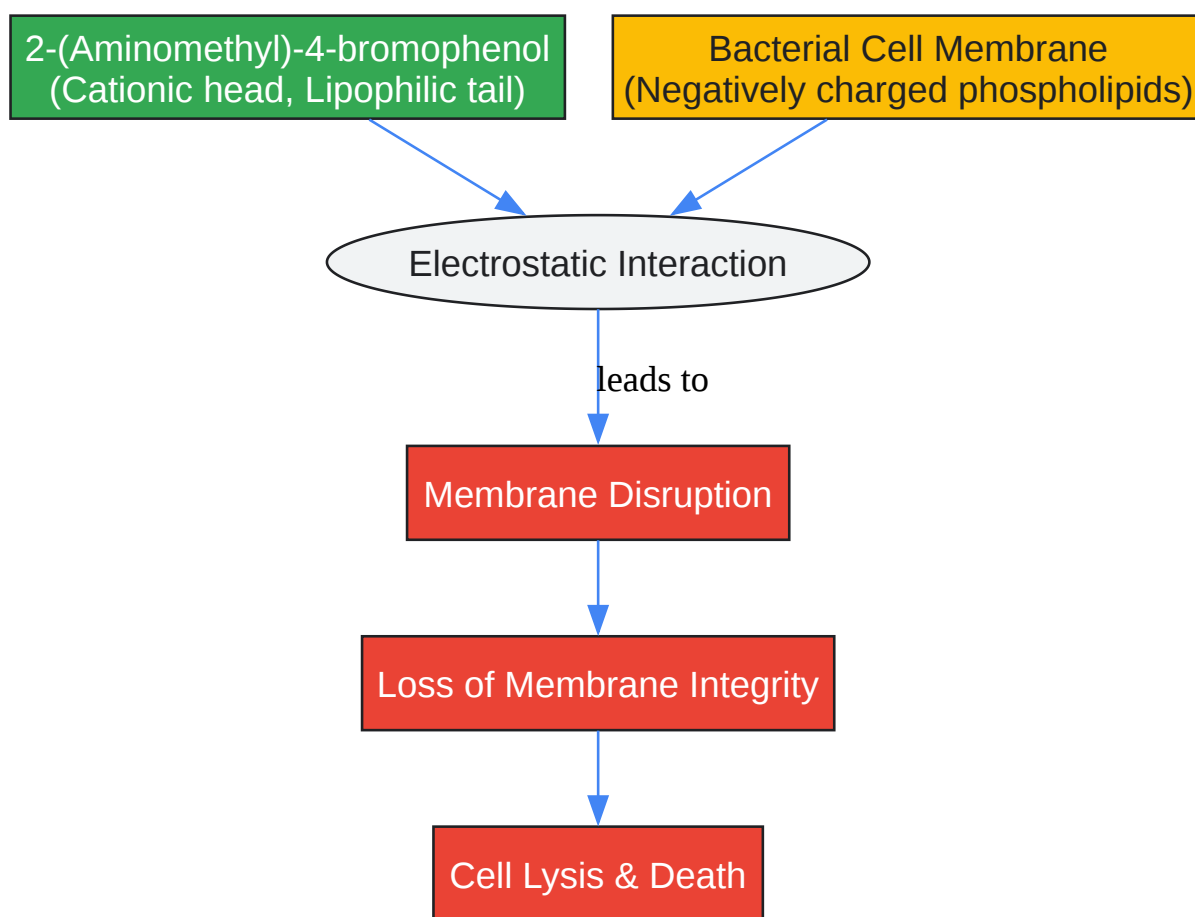 2-(Aminomethyl)-4-bromophenol
(Cationic head, Lipophilic tail)
Bacterial Cell Membrane
(Negatively charged phospholipids)
Electrostatic Interaction
leads to
Membrane Disruption
Loss of Membrane Integrity
Cell Lysis & Death